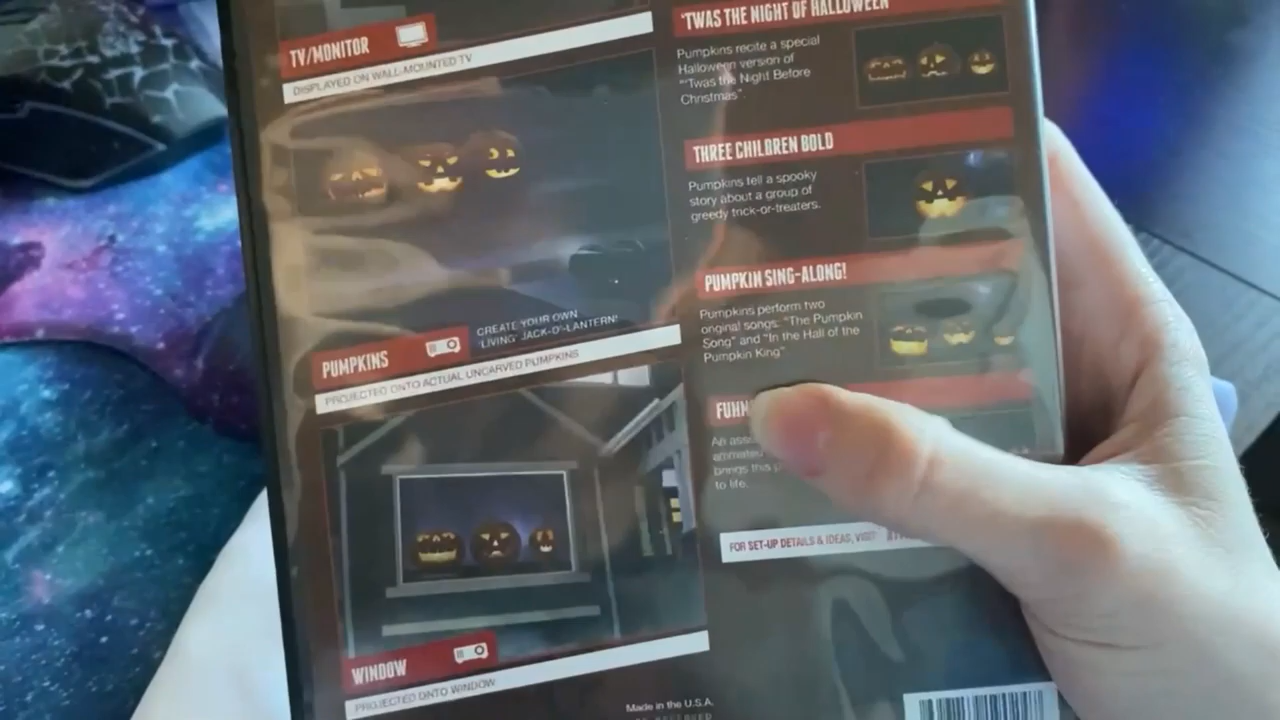 TV/MONITOR
DISPLAYED ON WALL-MOUNTED TV
PUMPKINS
CREATE YOUR OWN
'LIVING' JACK-O'-LANTERN!
PROJECTED ONTO ACTUAL UNCARVED PUMPKINS
WINDOW
PROJECTED ONTO WINDOW
'TWAS THE NIGHT OF HALLOWEEN
Pumpkins recite a special
Halloween version of
"'Twas the Night Before
Christmas".
THREE CHILDREN BOLD
Pumpkins tell a spooky
story about a group of
greedy trick-or-treaters.
PUMPKIN SING-ALONG!
Pumpkins perform two
original songs: "The Pumpkin
Song" and "In the Hall of the
Pumpkin King"
An
animated
brings this
to life.
FOR SET-UP DETAILS & IDEAS, VISIT
Made in the U.S.A.